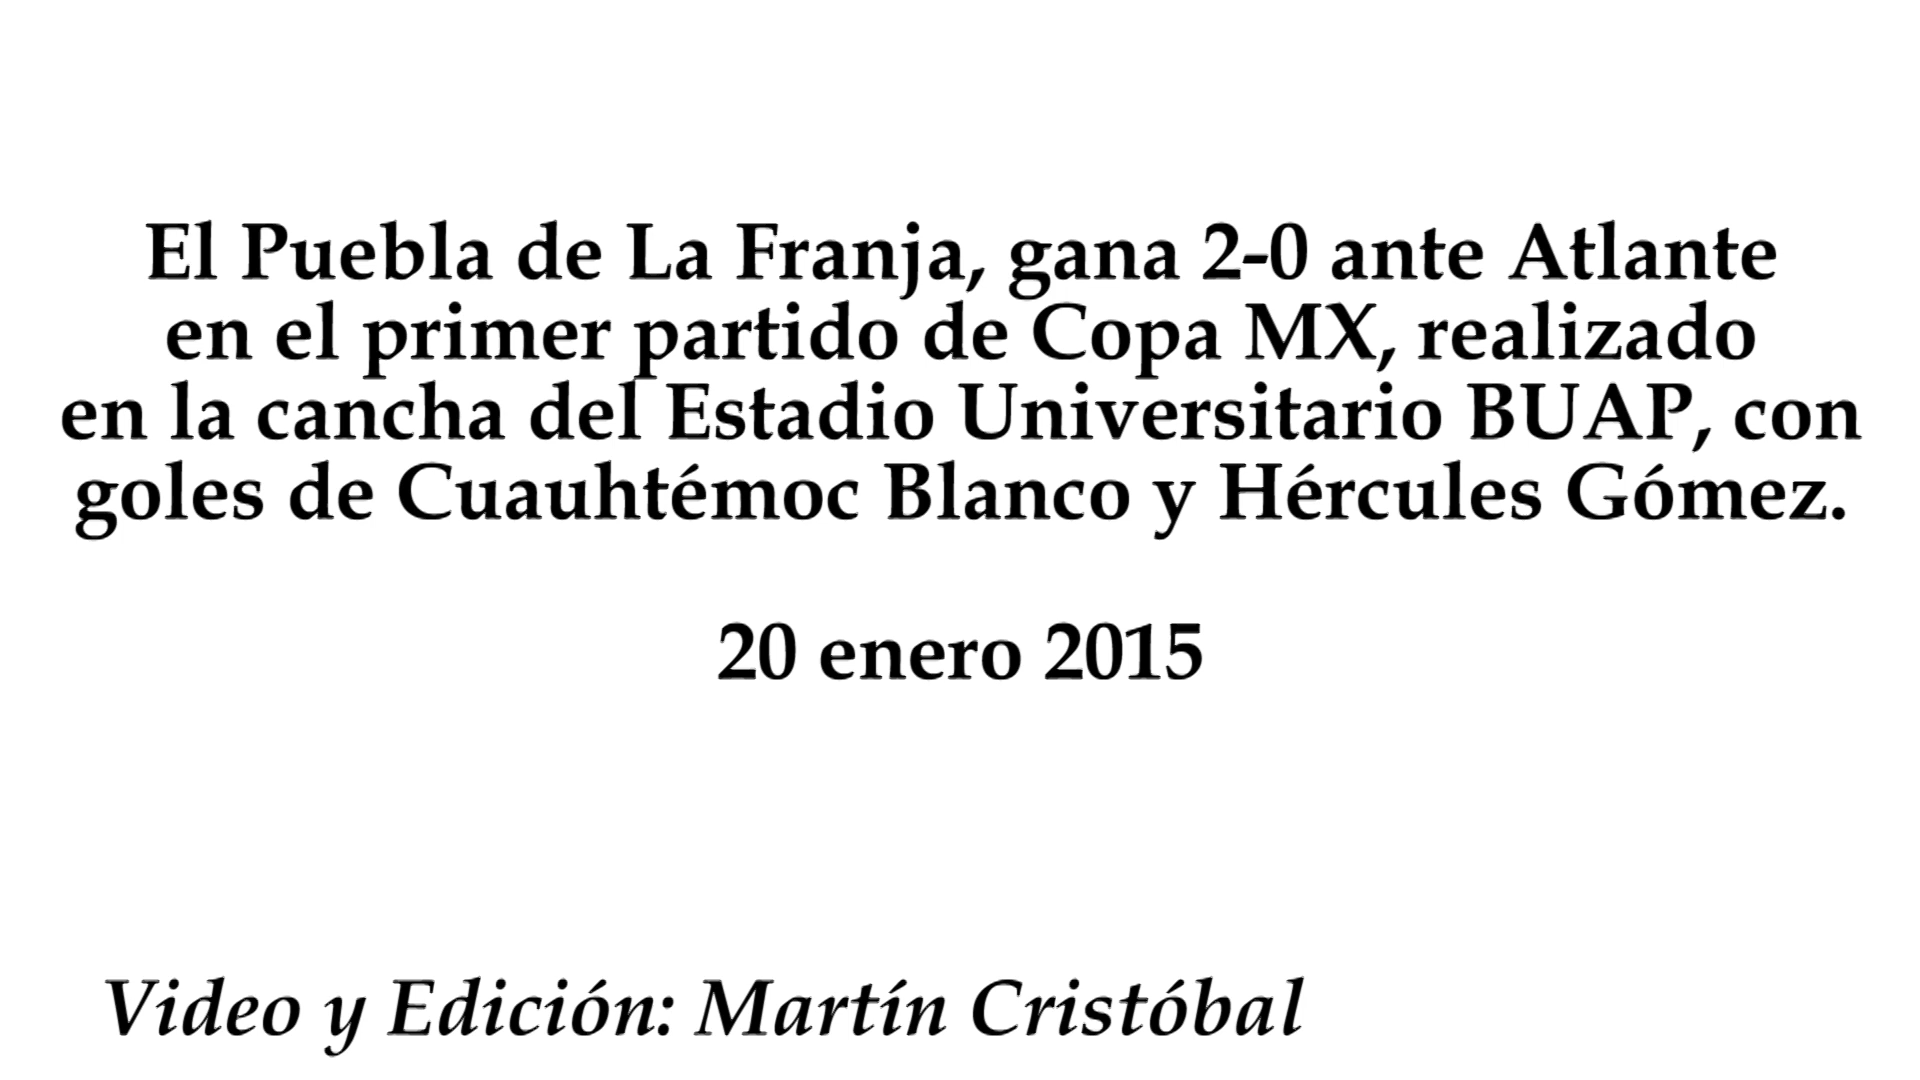 El Puebla de La Franja, gana 2-0 ante Atlante
en el primer partido de Copa MX, realizado
en la cancha del Estadio Universitario BUAP, con
goles de Cuauhtémoc Blanco y Hércules Gómez.
20 enero 2015
Video y Edición: Martín Cristóbal